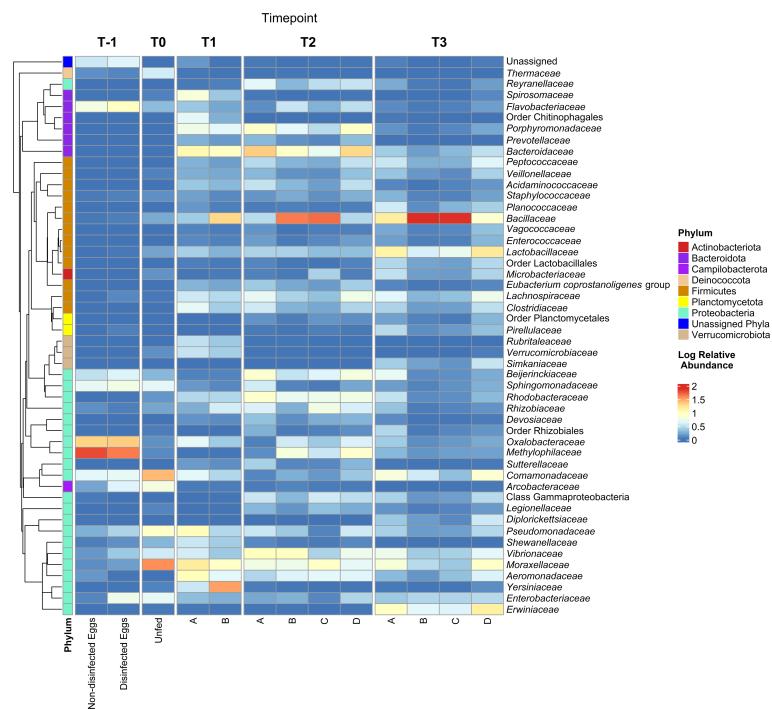 Timepoint
T-1 T0 T1 T2 T3
Unassigned
Thermaceae
Reyranellaceae
Spirosomaceae
Flavobacteriaceae
Order Chitinophagales
Porphyromonadaceae
Prevotellaceae
Bacteroidaceae
Peptococcaceae
Veillonellaceae
Acidaminococcaceae
Staphylococcaceae
Planococcaceae
Bacillaceae
Vagococcaceae
Enterococcaceae
Lactobacillaceae
Order Lactobacillales
Microbacteriaceae
Eubacterium coprostanoligenes group
Lachnospiraceae
Clostridiaceae
Order Planctomycetales
Pirellulaceae
Rubritaleaceae
Verrucomicrobiaceae
Simkaniaceae
Beijerinckiaceae
Sphingomonadaceae
Rhodobacteraceae
Rhizobiaceae
Devosiaceae
Order Rhizobiales
Oxalobacteraceae
Methylophilaceae
Sutterellaceae
Comamonadaceae
Arcobacteraceae
Class Gammaproteobacteria
Legionellaceae
Diplorickettsiaceae
Pseudomonadaceae
Shewanellaceae
Vibrionaceae
Moraxellaceae
Aeromonadaceae
Yersiniaceae
Enterobacteriaceae
Erwiniaceae
Phylum
Non-disinfected Eggs
Disinfected Eggs
Unfed
A
B
A
B
C
D
A
B
C
D
Phylum
Actinobacteriota
Bacteroidota
Campilobacterota
Deinococcota
Firmicutes
Planctomycetota
Proteobacteria
Unassigned Phyla
Verrucomicrobiota
Log Relative
Abundance
2
1.5
1
0.5
0